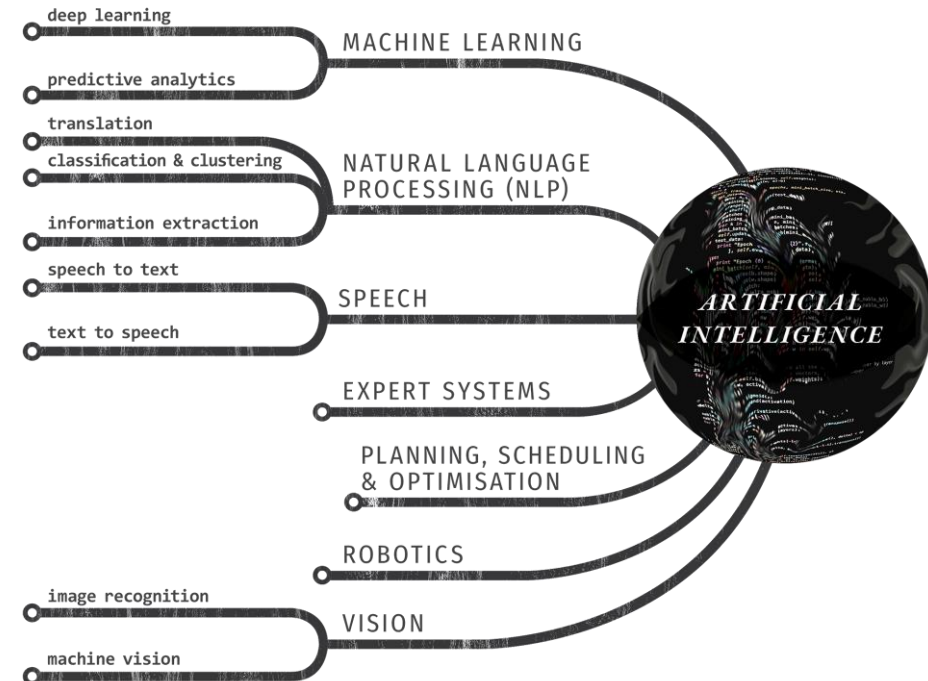 deep learning
MACHINE LEARNING
predictive analytics
translation
classification & clustering
NATURAL LANGUAGE
PROCESSING (NLP)
information extraction
speech to text
SPEECH
text to speech
EXPERT SYSTEMS
PLANNING, SCHEDULING
& OPTIMISATION
ROBOTICS
image recognition
VISION
machine vision
ARTIFICIAL
INTELLIGENCE